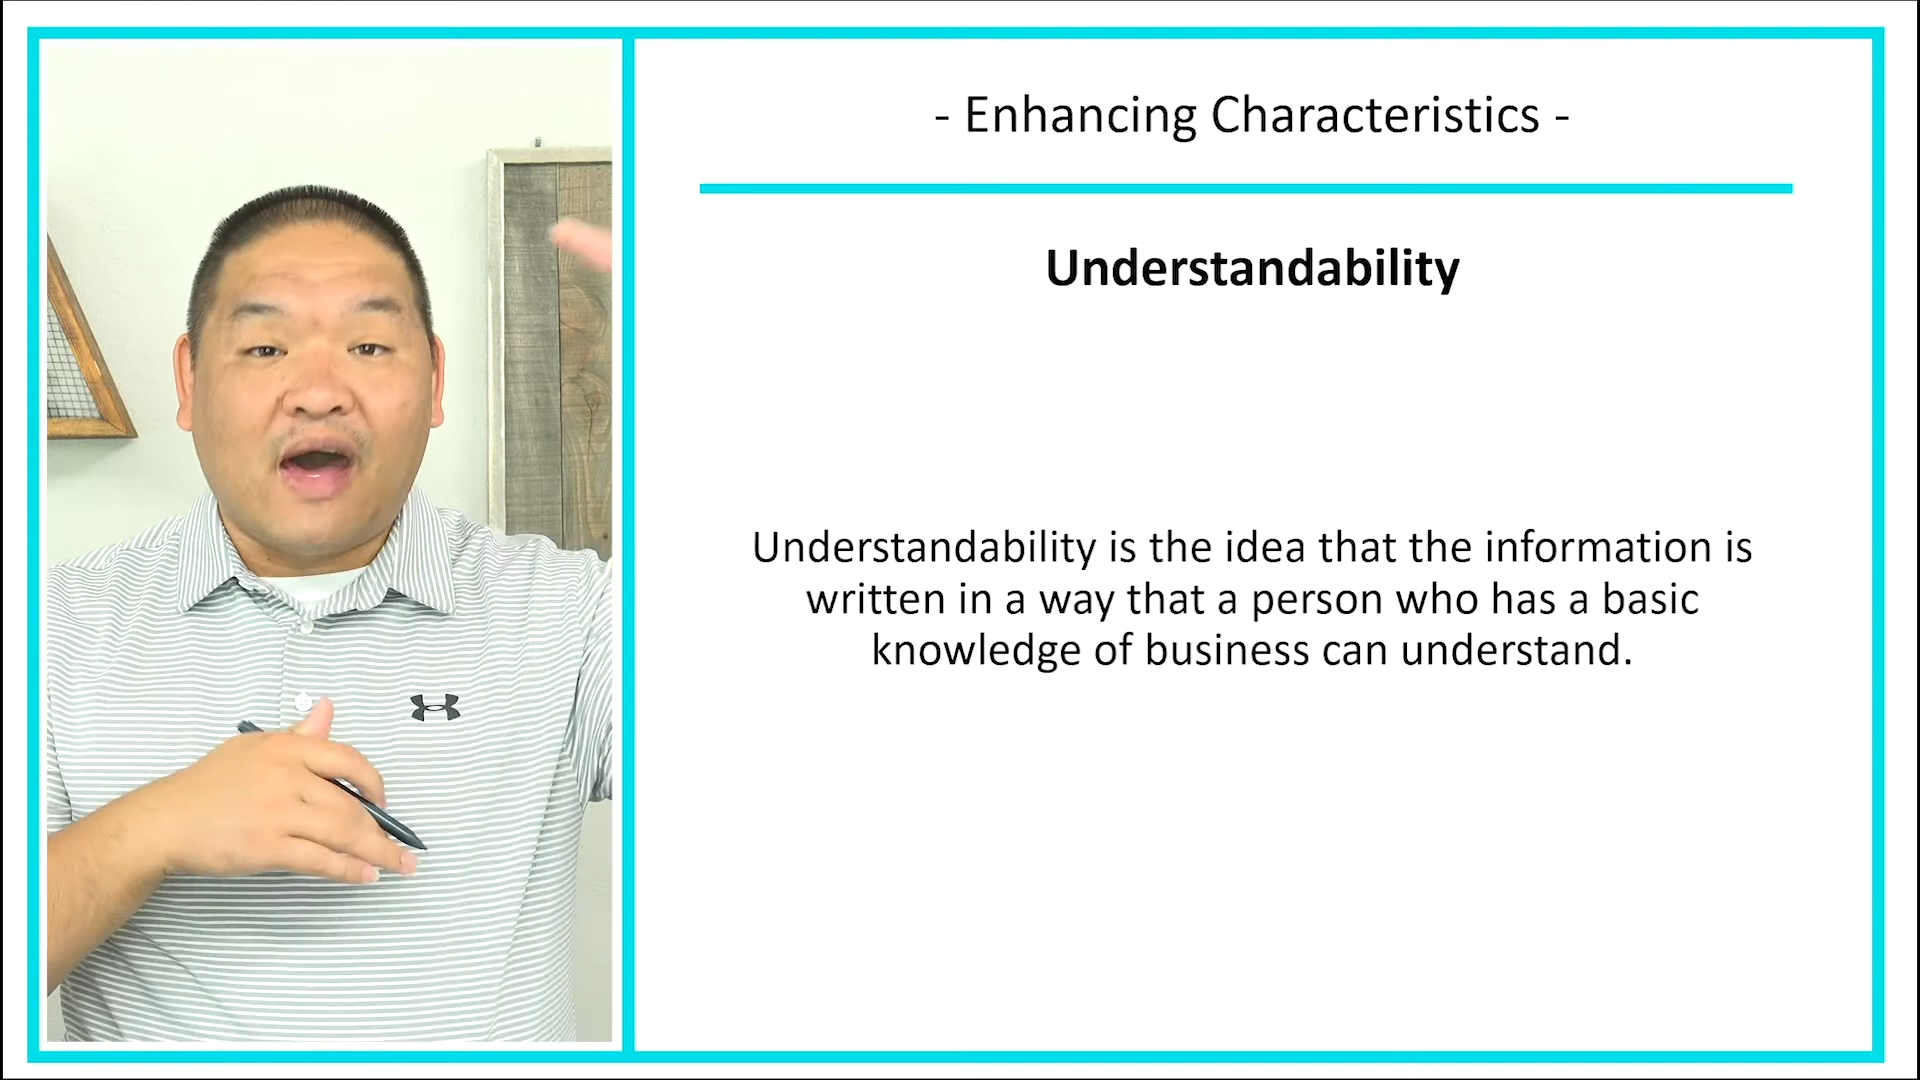 - Enhancing Characteristics -
Understandability
Understandability is the idea that the information is
written in a way that a person who has a basic
knowledge of business can understand.